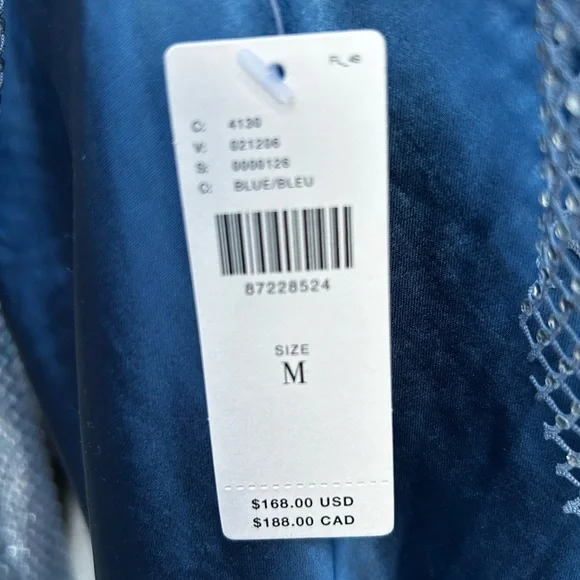 FL_46
C: 4130
V: 021206
S: 0000126
C: BLUE/BLEU
87228524
SIZE
M
$168.00 USD
$188.00 CAD